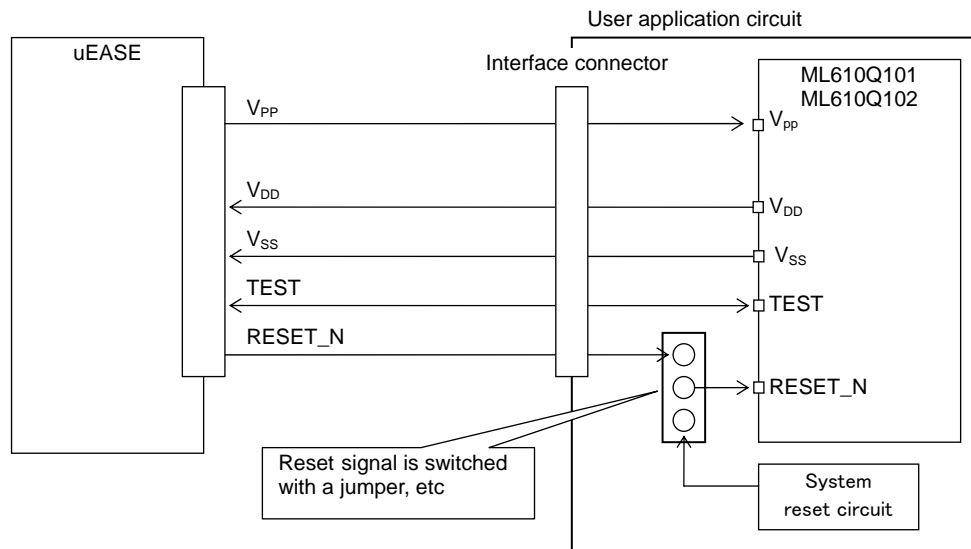 User application circuit
uEASE
Interface connector
ML610Q101
ML610Q102
VPP
Vpp
VDD
VDD
VSS
VSS
TEST
TEST
RESET_N
RESET_N
Reset signal is switched
with a jumper, etc
System
reset circuit